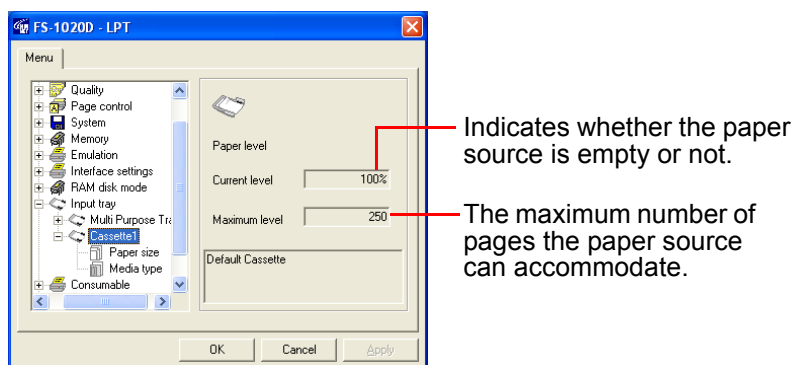 FS-1020D - LPT
Menu
Quality
Page control
System
Memory
Emulation
Interface settings
RAM disk mode
Input tray
Multi Purpose Tra
Cassette1
Paper size
Media type
Consumable
Paper level
Current level 100%
Maximum level 250
Default Cassette
OK Cancel Apply
Indicates whether the paper
source is empty or not.
The maximum number of
pages the paper source
can accommodate.